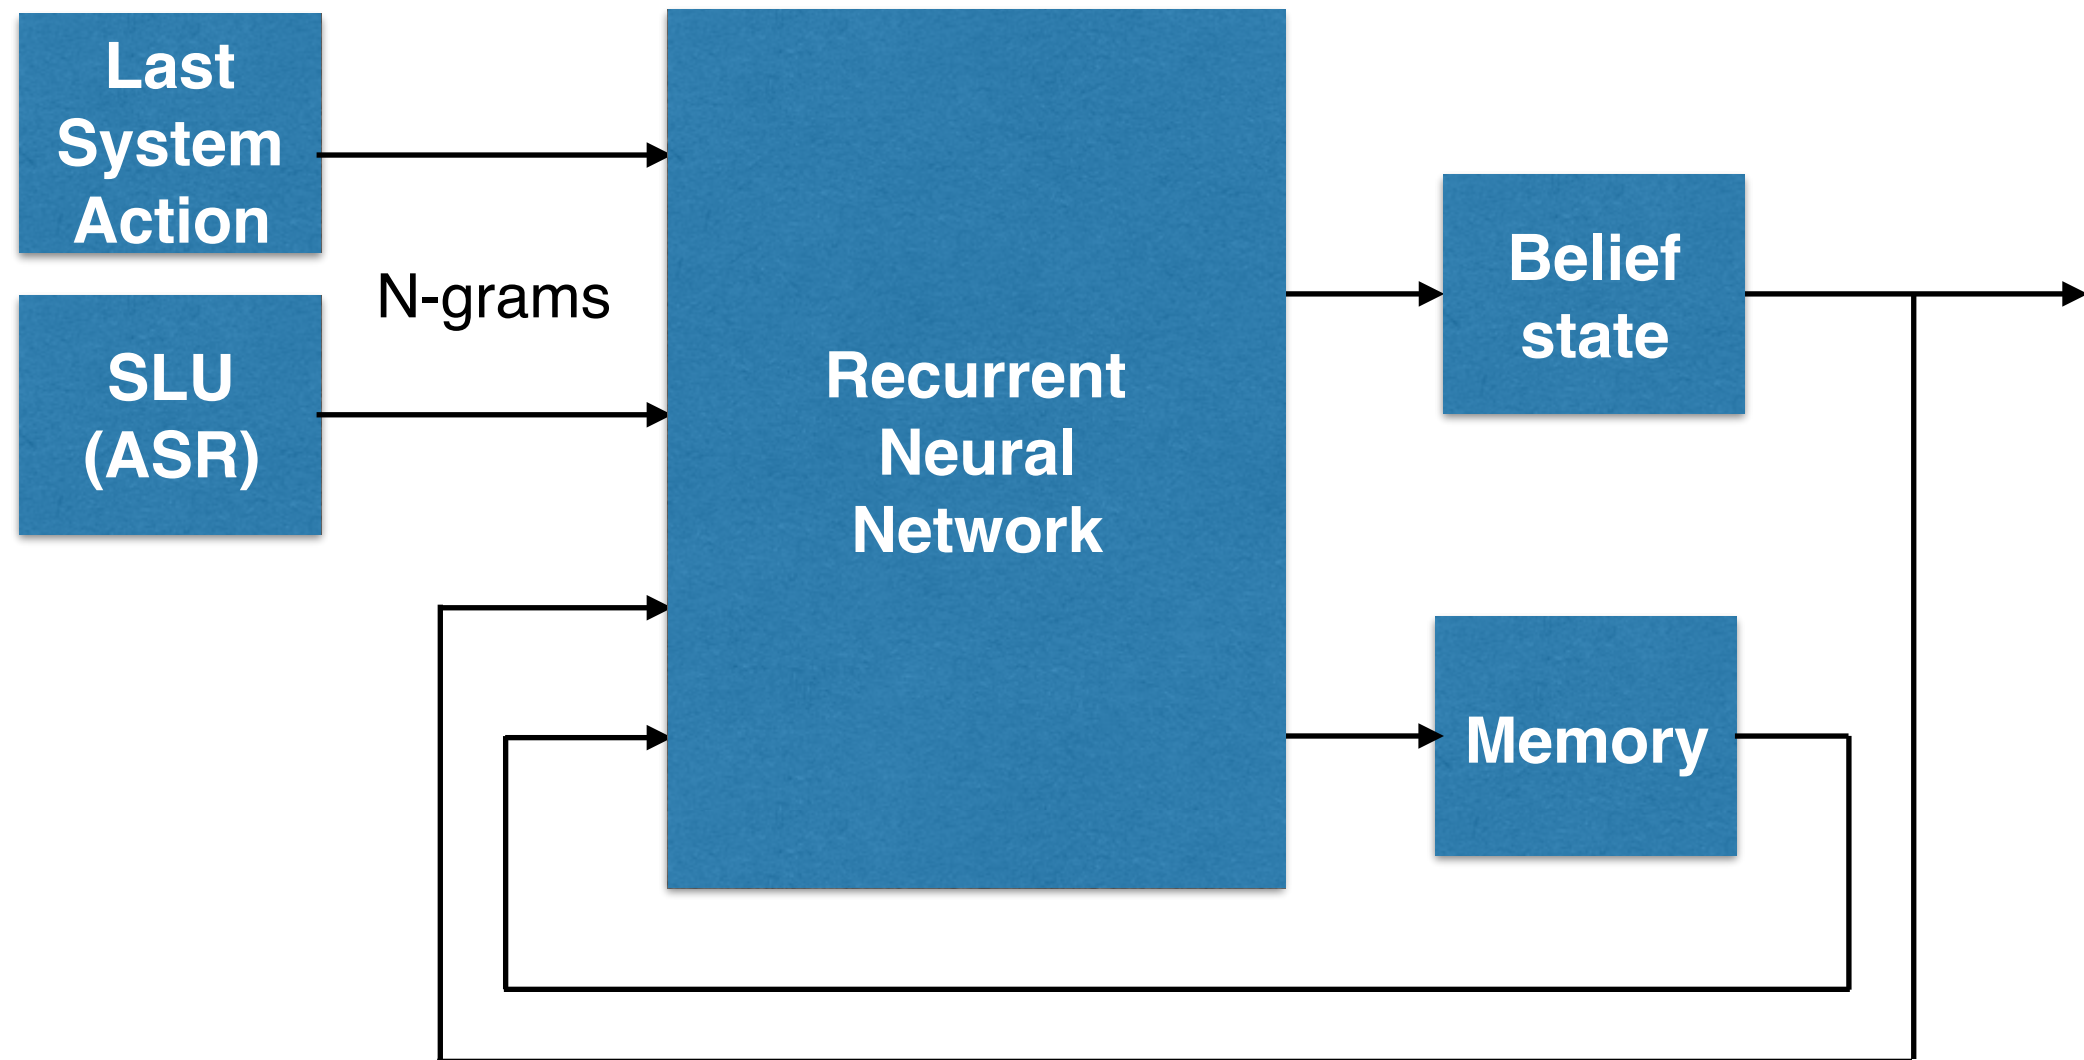 Last
System
Action
N-grams
SLU
(ASR)
Recurrent
Neural
Network
Belief
state
Memory